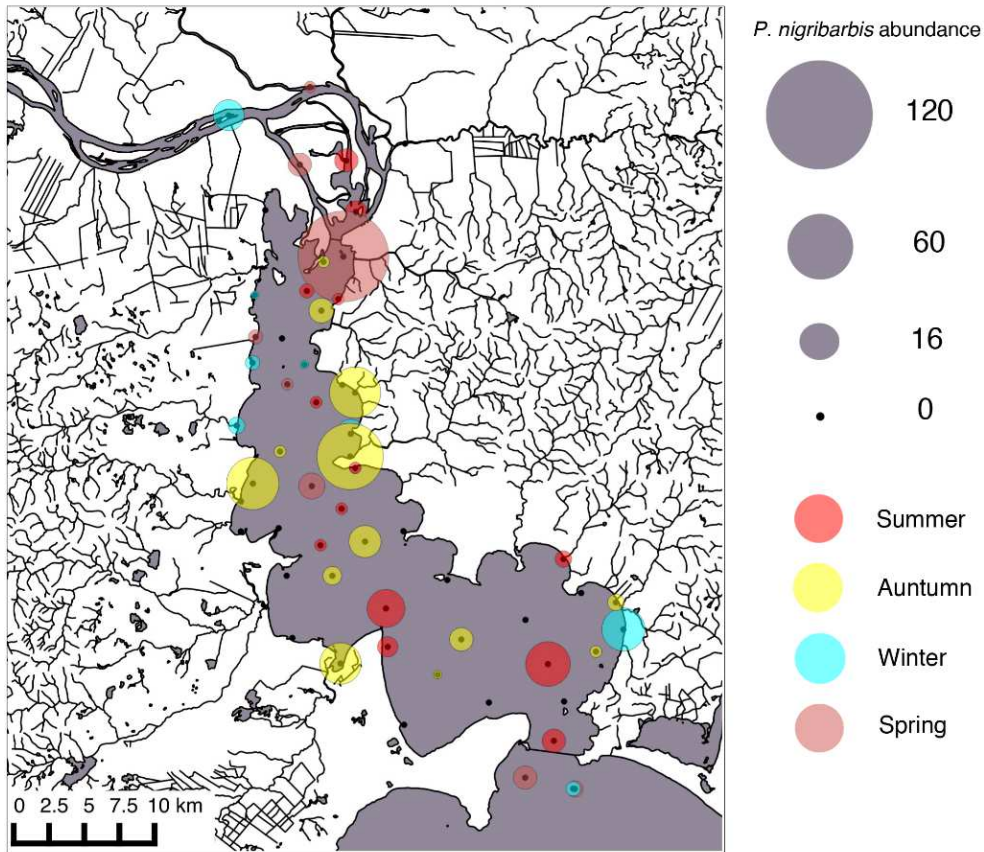 P. nigribarbis abundance
120
60
16
0
Summer
Auntumn
Winter
Spring
0 2.5 5 7.5 10 km